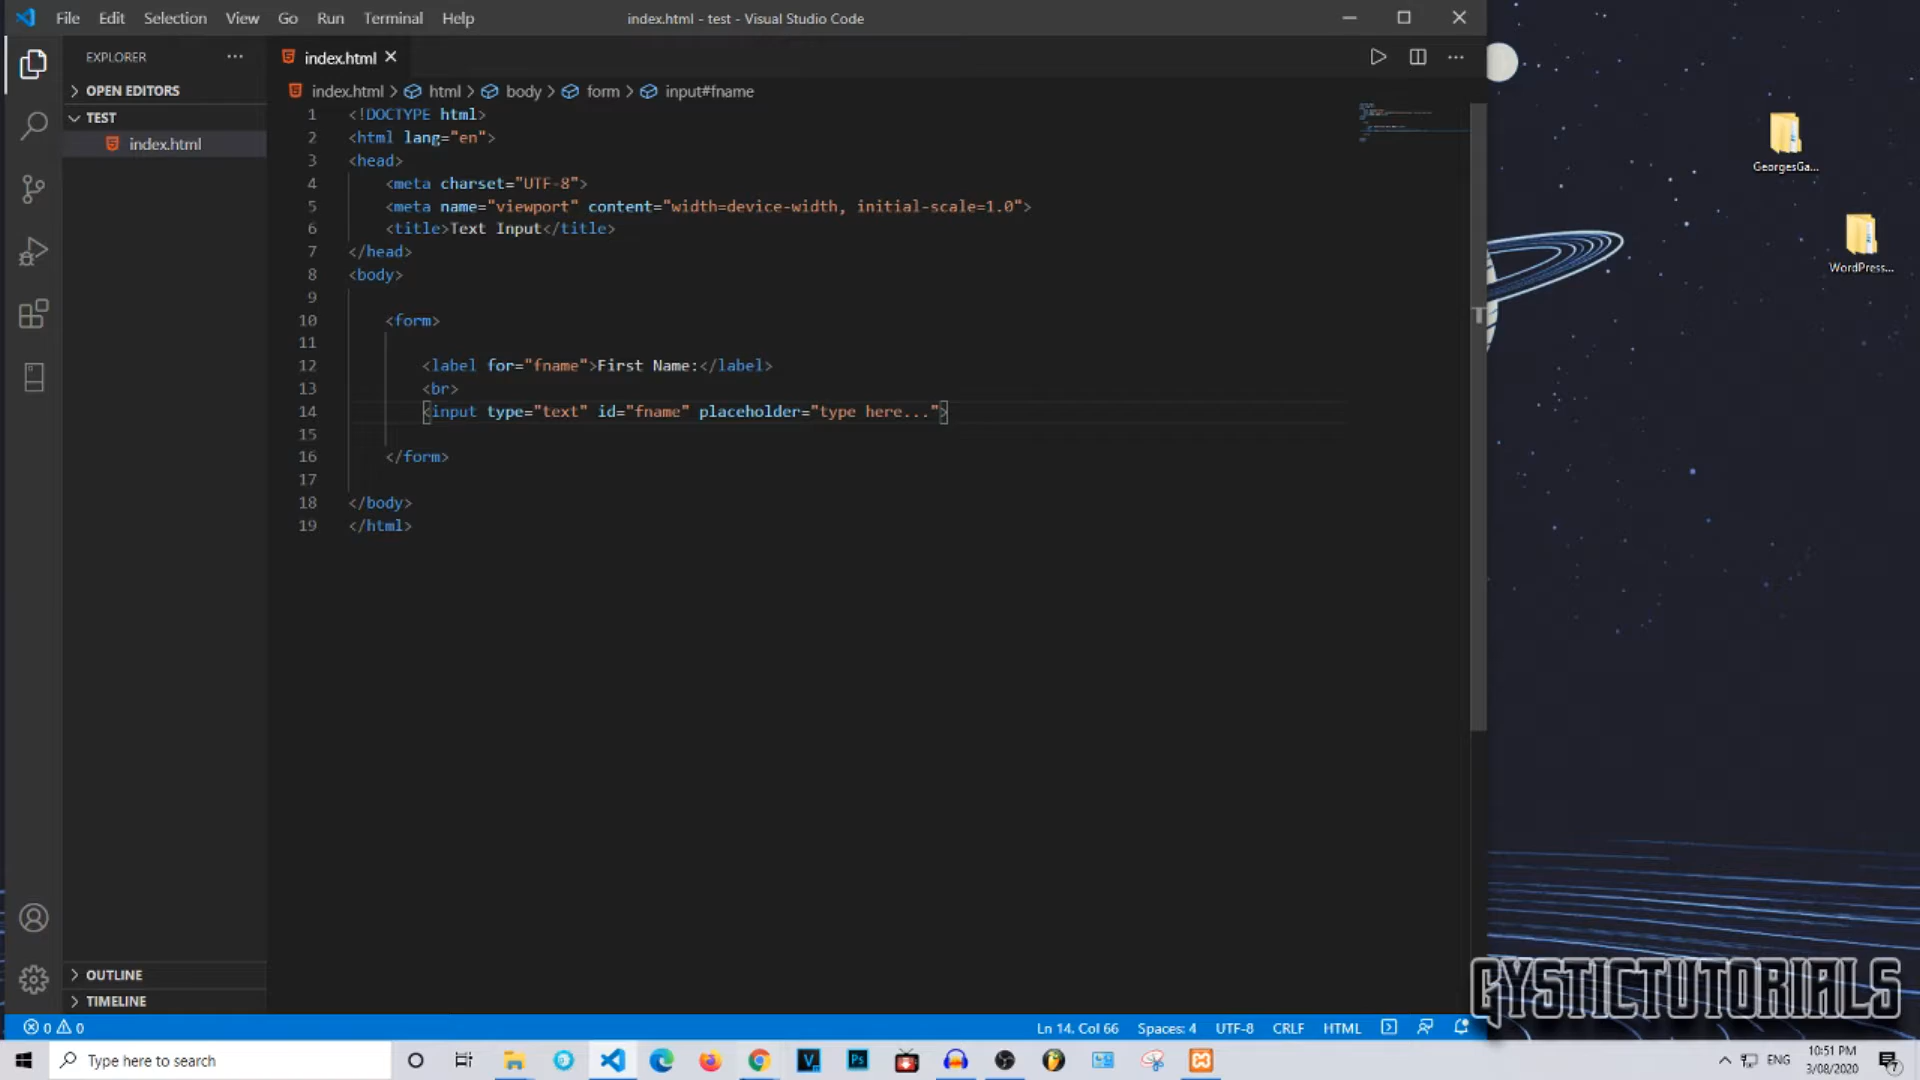 File Edit Selection View Go Run Terminal Help
index.html - test - Visual Studio Code
EXPLORER
index.html
OPEN EDITORS
index.html > html > body > form > input#fname
TEST
index.html
1 <!DOCTYPE html>
2 <html lang="en">
3 <head>
4 <meta charset="UTF-8">
5 <meta name="viewport" content="width=device-width, initial-scale=1.0">
6 <title>Text Input</title>
7 </head>
8 <body>
9
10 <form>
11
12 <label for="fname">First Name:</label>
13 <br>
14 <input type="text" id="fname" placeholder="type here...">
15
16 </form>
17
18 </body>
19 </html>
GeorgesGa...
WordPress...
OUTLINE
TIMELINE
GYSTICTUTORIALS
0 0
Ln 14, Col 66 Spaces: 4 UTF-8 CRLF HTML
Type here to search
V
Ps
ENG
10:51 PM
3/08/2020
7